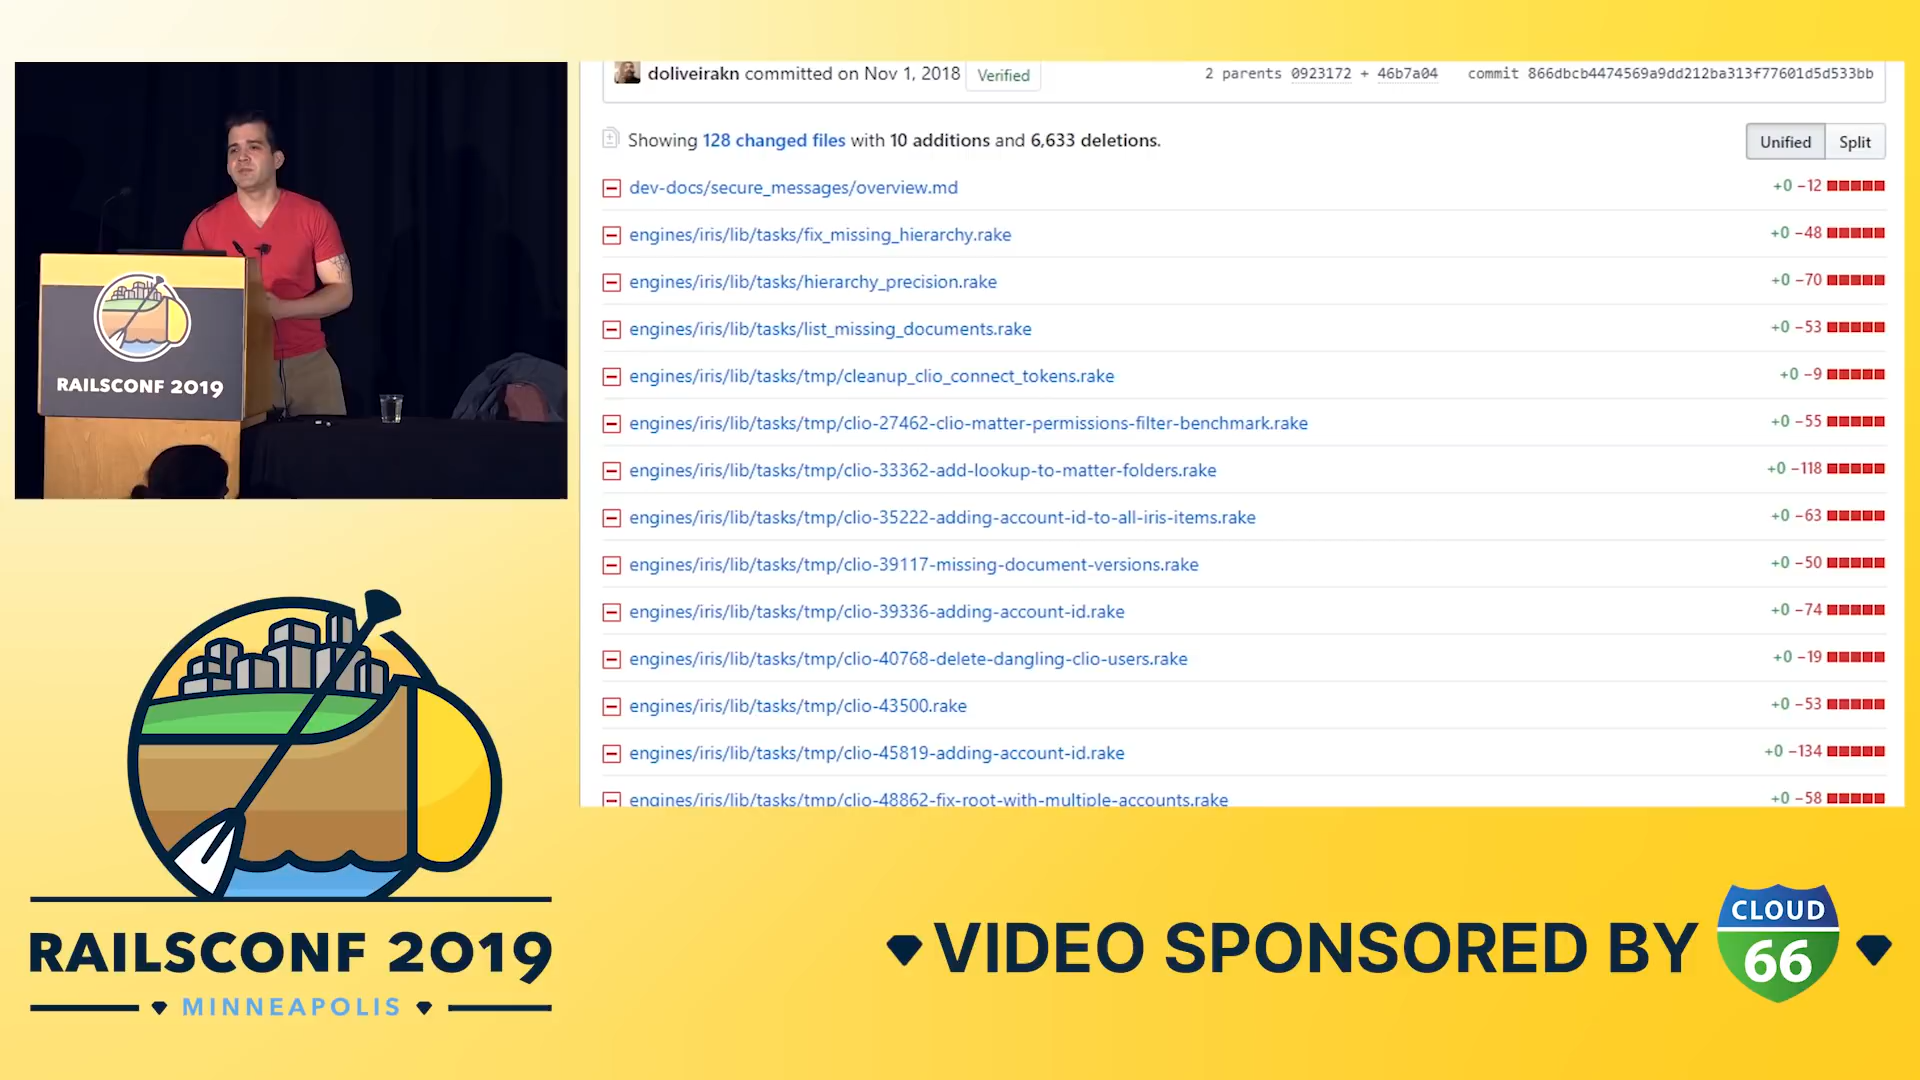 RAILSCONF 2019
doliveirakn committed on Nov 1, 2018 Verified 2 parents 0923172 + 46b7a04 commit 866dbcb4474569a9dd212ba313f77601d5d533bb
Showing 128 changed files with 10 additions and 6,633 deletions. Unified Split
dev-docs/secure_messages/overview.md +0 −12
engines/iris/lib/tasks/fix_missing_hierarchy.rake +0 −48
engines/iris/lib/tasks/hierarchy_precision.rake +0 −70
engines/iris/lib/tasks/list_missing_documents.rake +0 −53
engines/iris/lib/tasks/tmp/cleanup_clio_connect_tokens.rake +0 −9
engines/iris/lib/tasks/tmp/clio-27462-clio-matter-permissions-filter-benchmark.rake +0 −55
engines/iris/lib/tasks/tmp/clio-33362-add-lookup-to-matter-folders.rake +0 −118
engines/iris/lib/tasks/tmp/clio-35222-adding-account-id-to-all-iris-items.rake +0 −63
engines/iris/lib/tasks/tmp/clio-39117-missing-document-versions.rake +0 −50
engines/iris/lib/tasks/tmp/clio-39336-adding-account-id.rake +0 −74
engines/iris/lib/tasks/tmp/clio-40768-delete-dangling-clio-users.rake +0 −19
engines/iris/lib/tasks/tmp/clio-43500.rake +0 −53
engines/iris/lib/tasks/tmp/clio-45819-adding-account-id.rake +0 −134
engines/iris/lib/tasks/tmp/clio-48862-fix-root-with-multiple-accounts.rake +0 −58
RAILSCONF 2019
MINNEAPOLIS
VIDEO SPONSORED BY CLOUD 66